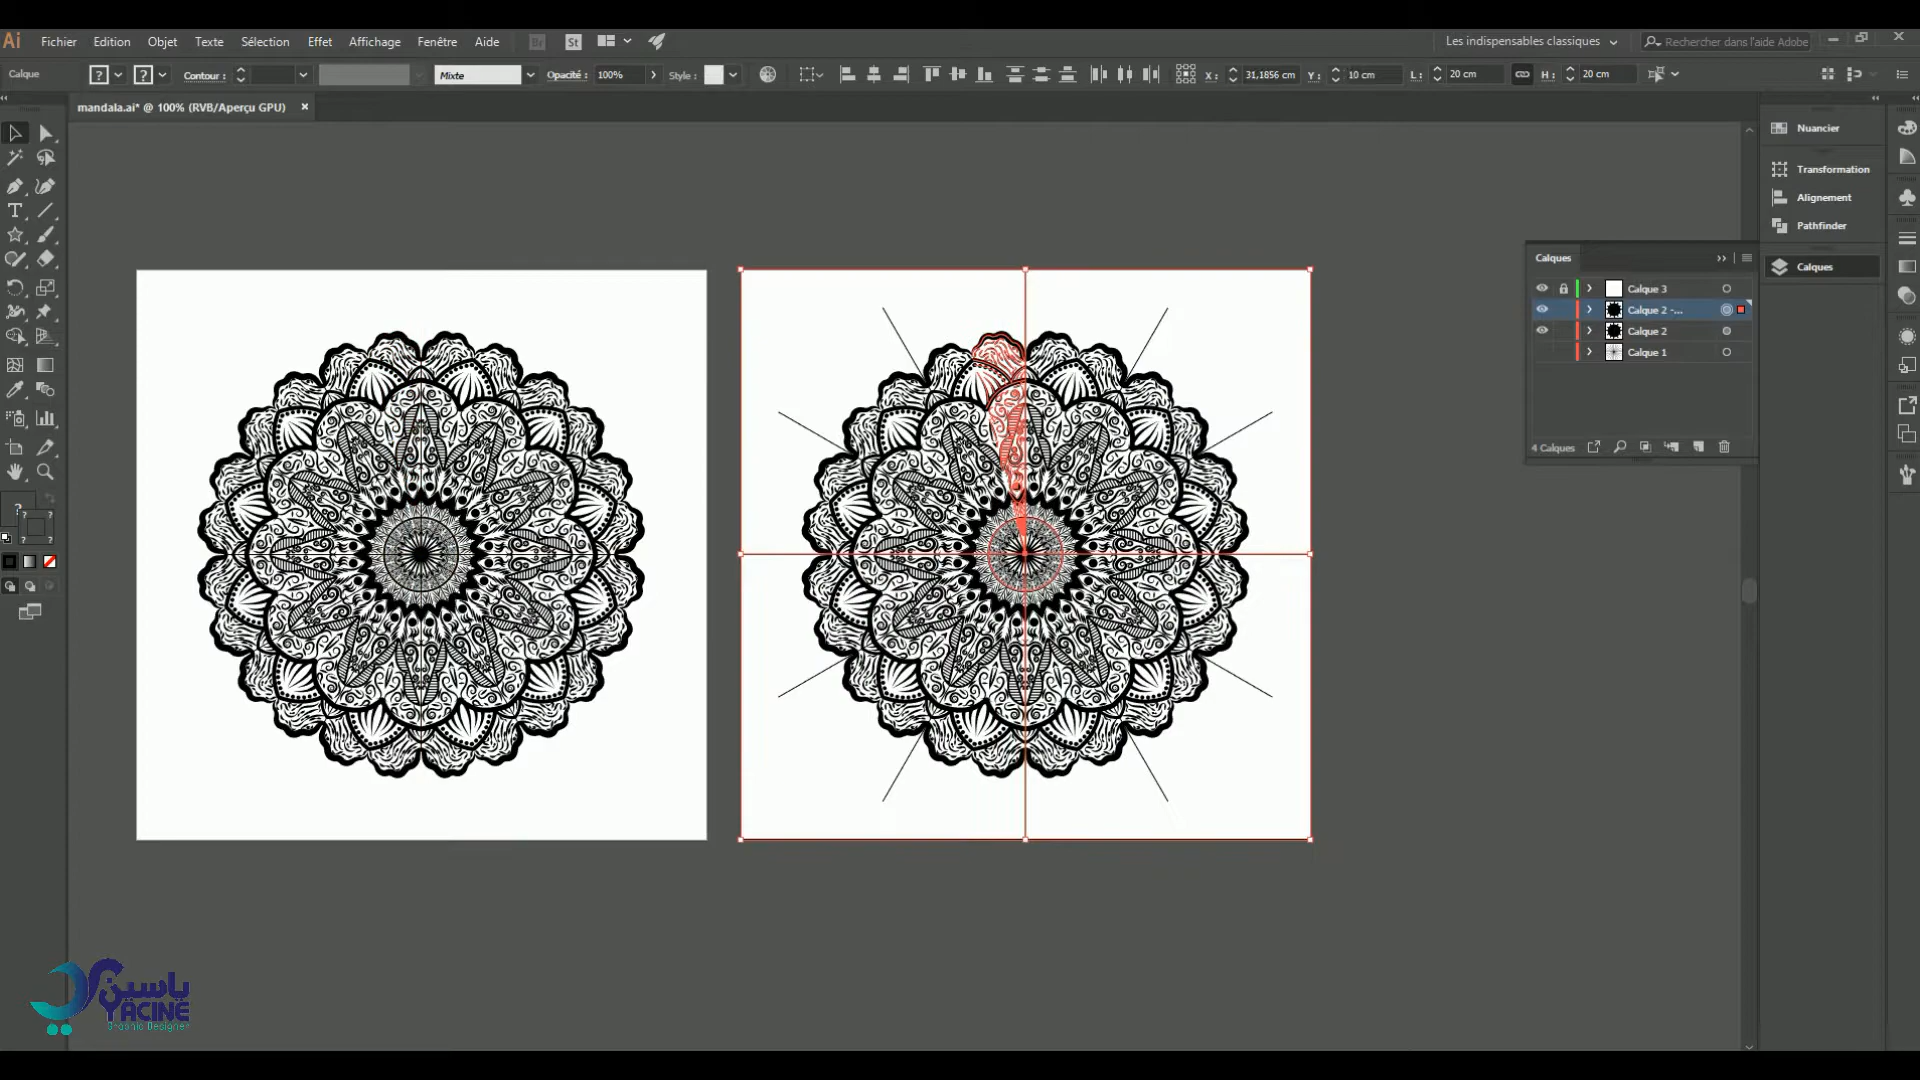 Ai Fichier Edition Objet Texte Sélection Effet Affichage Fenêtre Aide Br St Les indispensables classiques Rechercher dans l'aide Adobe
Calque ? ? Contour : Mixte Opacité : 100% Style : X : 31,1856 cm Y : 10 cm L : 20 cm H : 20 cm
mandala.ai* @ 100% (RVB/Aperçu GPU) ×
Nuancier
Transformation
Alignement
Pathfinder
Calques
Calques
Calque 3
Calque 2 -...
Calque 2
Calque 1
4 Calques
ياسين
YACINE
Graphic Designer